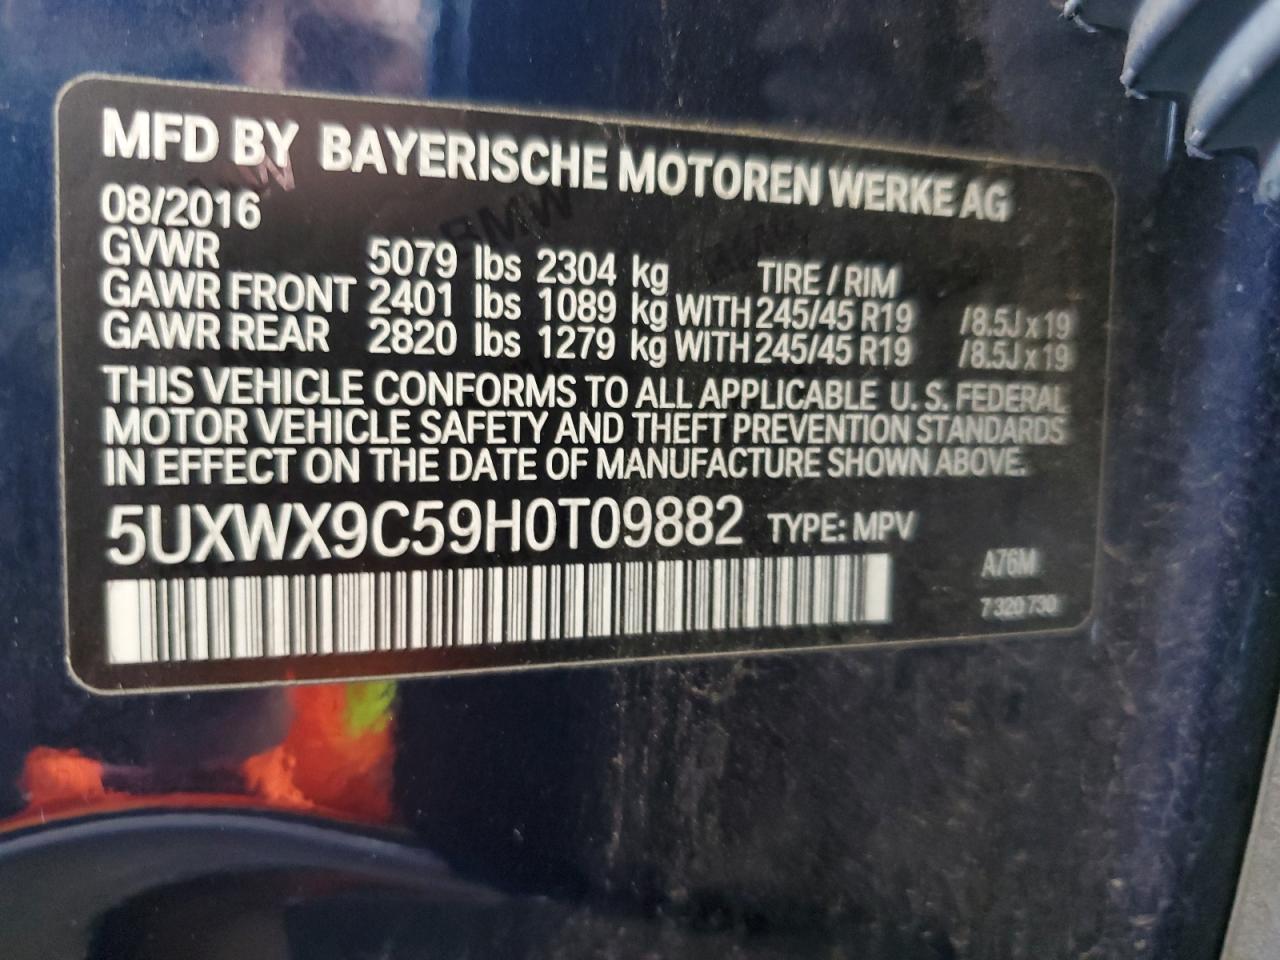 MFD BY BAYERISCHE MOTOREN WERKE AG
08/2016
GVWR 5079 lbs 2304 kg TIRE / RIM
GAWR FRONT 2401 lbs 1089 kg WITH 245/45 R19 /8.5J x 19
GAWR REAR 2820 lbs 1279 kg WITH 245/45 R19 /8.5J x 19
THIS VEHICLE CONFORMS TO ALL APPLICABLE U. S. FEDERAL
MOTOR VEHICLE SAFETY AND THEFT PREVENTION STANDARDS
IN EFFECT ON THE DATE OF MANUFACTURE SHOWN ABOVE.
5UXWX9C59H0T09882 TYPE: MPV
A76M
7 320 730